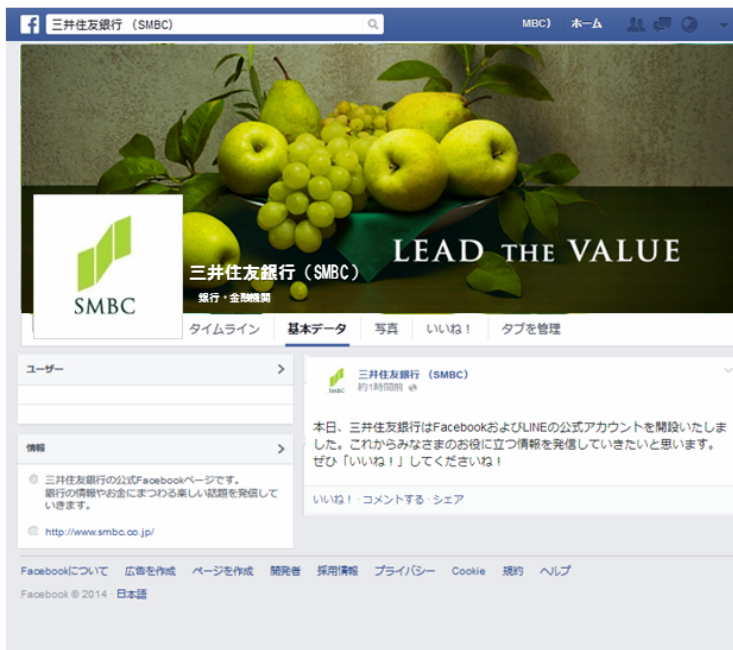 三井住友銀行 (SMBC)
MBC)
ホーム
LEAD THE VALUE
SMBC
三井住友銀行(SMBC)
銀行・金融機関
タイムライン
基本データ
写真
いいね!
タブを管理
ユーザー
情報
三井住友銀行の公式Facebookページです。
銀行の情報やお金にまつわる楽しい話題を発信して
いきます。
http://www.smbc.co.jp/
SMBC
三井住友銀行 (SMBC)
約1時間前
本日、三井住友銀行はFacebookおよびLINEの公式アカウントを開設いたしま
した。これからみなさまのお役に立つ情報を発信していきたいと思います。
ぜひ「いいね!」してくださいね!
いいね!・コメントする・シェア
Facebookについて 広告を作成 ページを作成 開発者 採用情報 プライバシー Cookie 規約 ヘルプ
Facebook © 2014・日本語